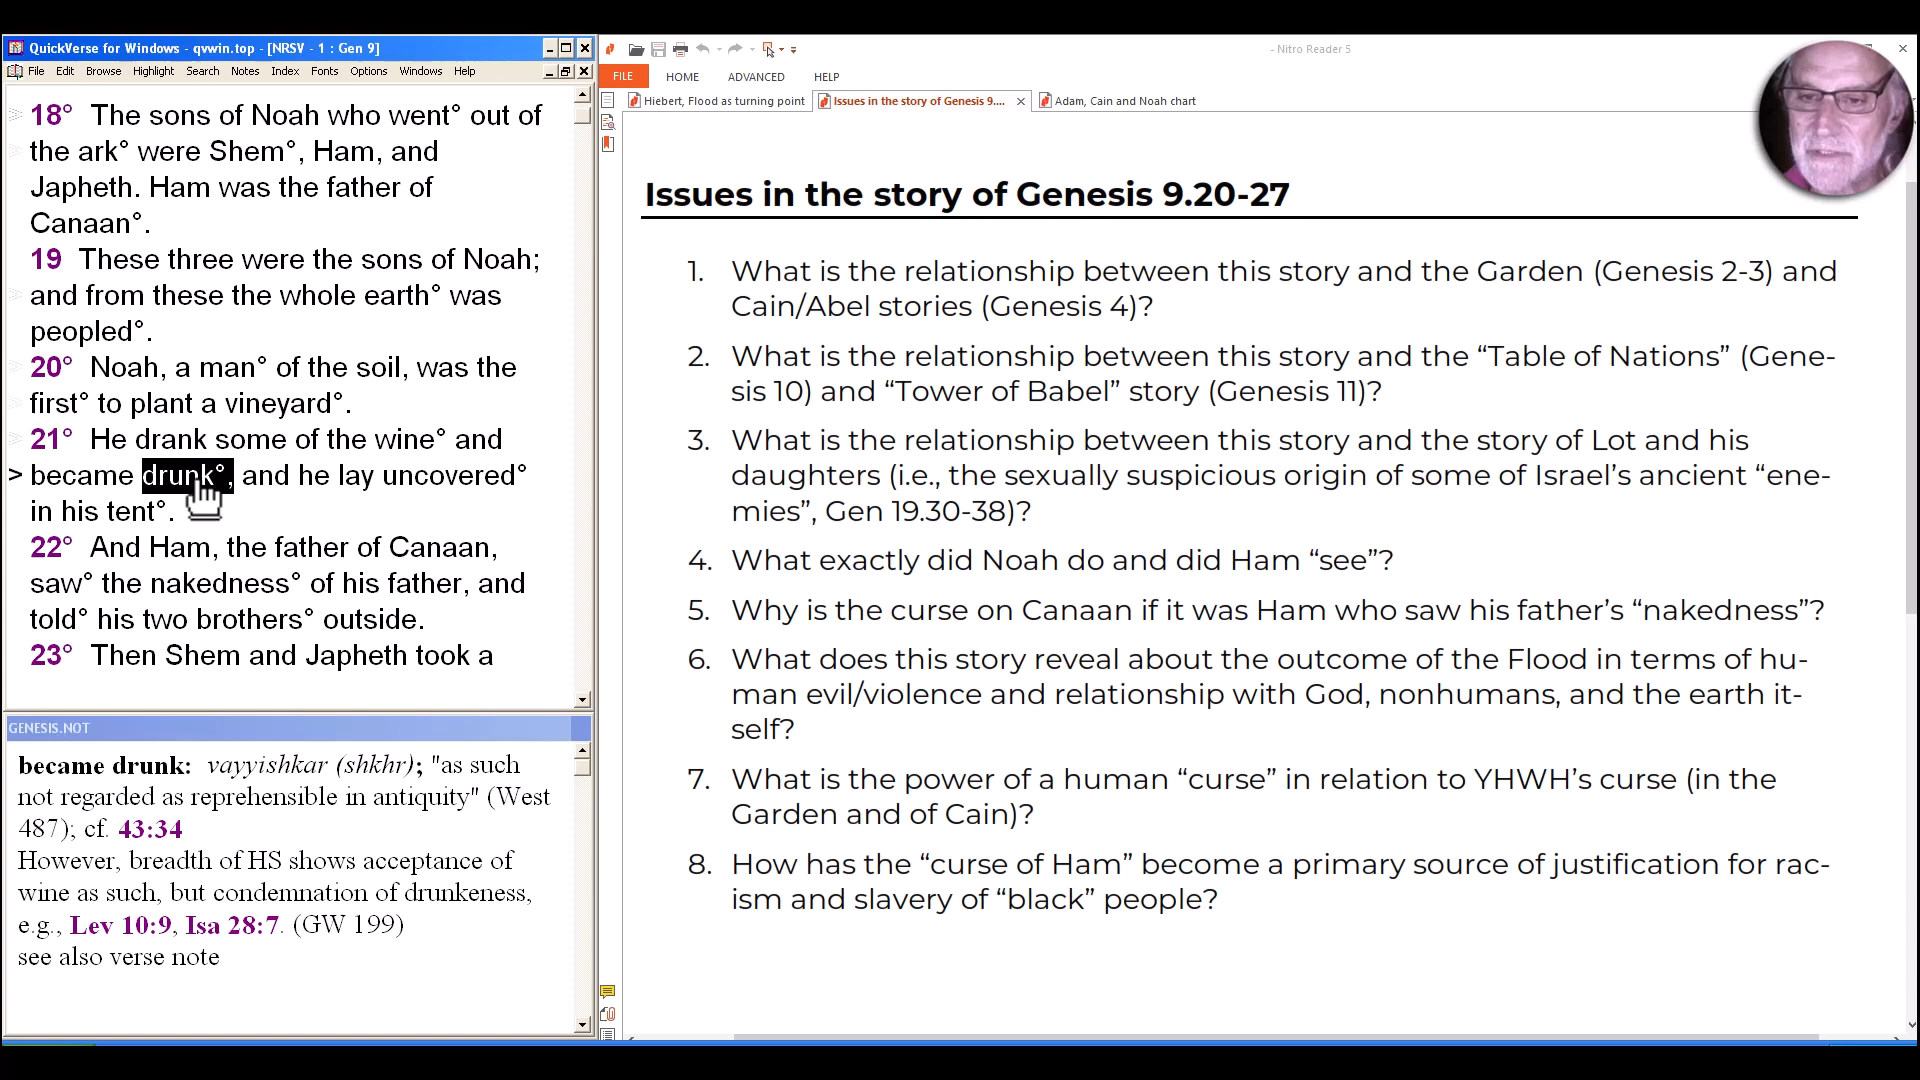 QuickVerse for Windows - qvwin.top - [NRSV - 1 : Gen 9]
File Edit Browse Highlight Search Notes Index Fonts Options Windows Help
18° The sons of Noah who went° out of
the ark° were Shem°, Ham, and
Japheth. Ham was the father of
Canaan°.
19 These three were the sons of Noah;
and from these the whole earth° was
peopled°.
20° Noah, a man° of the soil, was the
first° to plant a vineyard°.
21° He drank some of the wine° and
> became drunk°, and he lay uncovered°
in his tent°.
22° And Ham, the father of Canaan,
saw° the nakedness° of his father, and
told° his two brothers° outside.
23° Then Shem and Japheth took a
GENESIS.NOT
became drunk: vayyishkar (shkhr); "as such
not regarded as reprehensible in antiquity" (West
487); cf. 43:34
However, breadth of HS shows acceptance of
wine as such, but condemnation of drunkeness,
e.g., Lev 10:9, Isa 28:7. (GW 199)
see also verse note
- Nitro Reader 5
FILE HOME ADVANCED HELP
Hiebert, Flood as turning point Issues in the story of Genesis 9.... Adam, Cain and Noah chart
Issues in the story of Genesis 9.20-27
1. What is the relationship between this story and the Garden (Genesis 2-3) and
Cain/Abel stories (Genesis 4)?
2. What is the relationship between this story and the “Table of Nations” (Gene-
sis 10) and “Tower of Babel” story (Genesis 11)?
3. What is the relationship between this story and the story of Lot and his
daughters (i.e., the sexually suspicious origin of some of Israel’s ancient “ene-
mies”, Gen 19.30-38)?
4. What exactly did Noah do and did Ham “see”?
5. Why is the curse on Canaan if it was Ham who saw his father’s “nakedness”?
6. What does this story reveal about the outcome of the Flood in terms of hu-
man evil/violence and relationship with God, nonhumans, and the earth it-
self?
7. What is the power of a human “curse” in relation to YHWH’s curse (in the
Garden and of Cain)?
8. How has the “curse of Ham” become a primary source of justification for rac-
ism and slavery of “black” people?